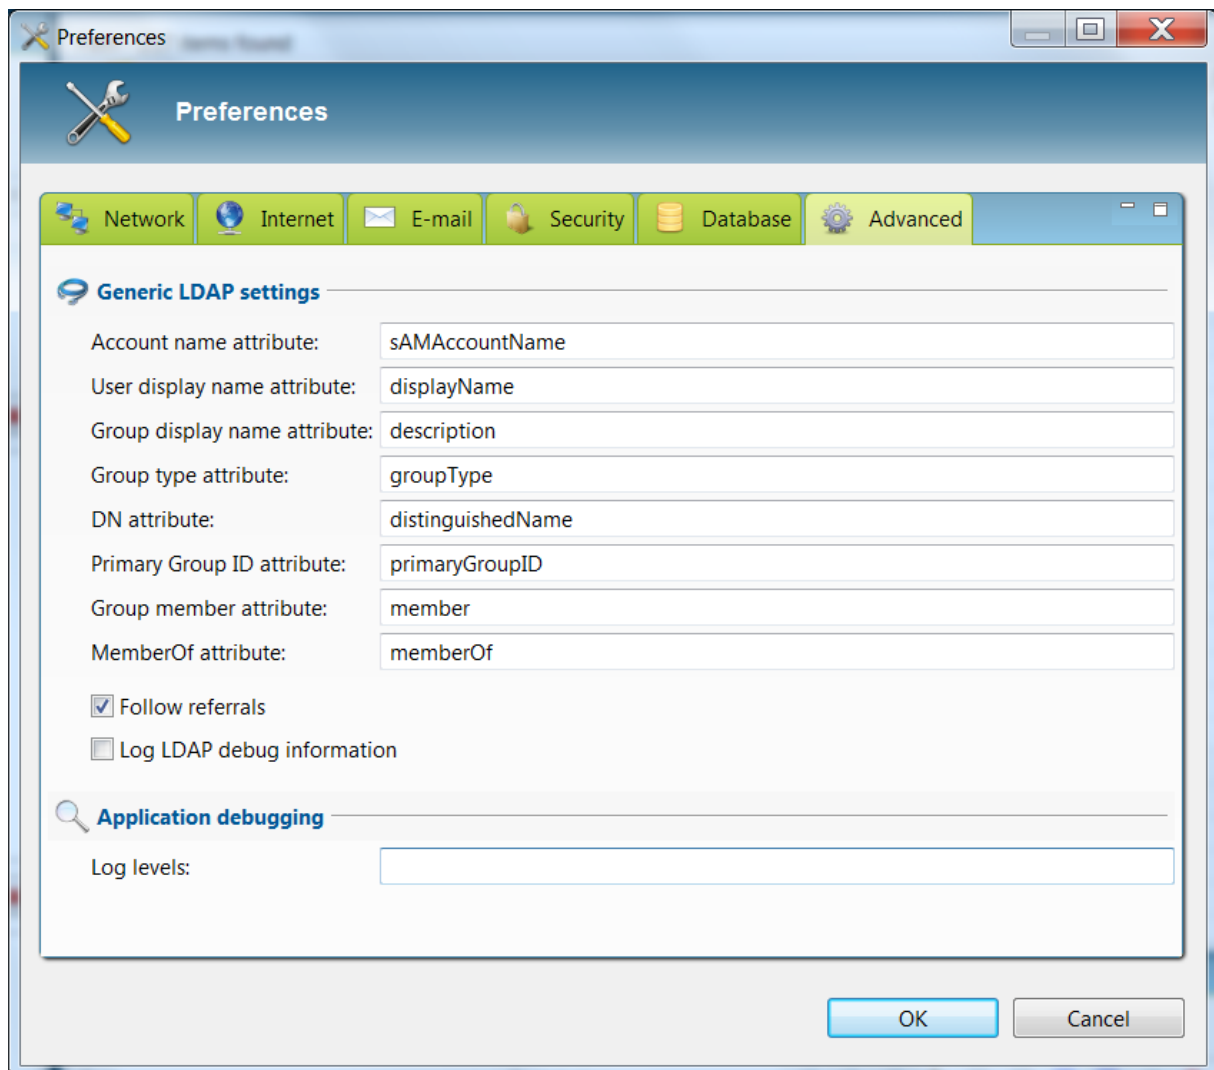 Preferences
Preferences
Network Internet E-mail Security Database Advanced
Generic LDAP settings
Account name attribute: sAMAccountName
User display name attribute: displayName
Group display name attribute: description
Group type attribute: groupType
DN attribute: distinguishedName
Primary Group ID attribute: primaryGroupID
Group member attribute: member
MemberOf attribute: memberOf
Follow referrals
Log LDAP debug information
Application debugging
Log levels:
OK Cancel